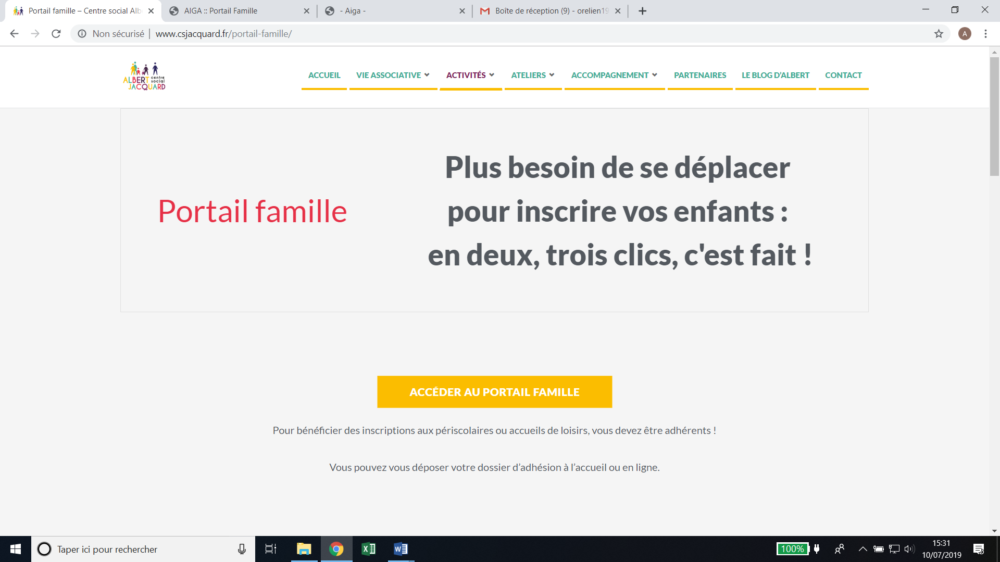 Portail famille – Centre social Alb
AIGA :: Portail Famille
- Aiga -
Boîte de réception (9) - orelien19
Non sécurisé
www.csjacquard.fr/portail-famille/
A
ALBERT centre social
JACQUARD
ACCUEIL
VIE ASSOCIATIVE
ACTIVITÉS
ATELIERS
ACCOMPAGNEMENT
PARTENAIRES
LE BLOG D'ALBERT
CONTACT
Portail famille
Plus besoin de se déplacer
pour inscrire vos enfants :
en deux, trois clics, c'est fait !
ACCÉDER AU PORTAIL FAMILLE
Pour bénéficier des inscriptions aux périscolaires ou accueils de loisirs, vous devez être adhérents !
Vous pouvez vous déposer votre dossier d’adhésion à l’accueil ou en ligne.
Taper ici pour rechercher
100%
15:31
10/07/2019